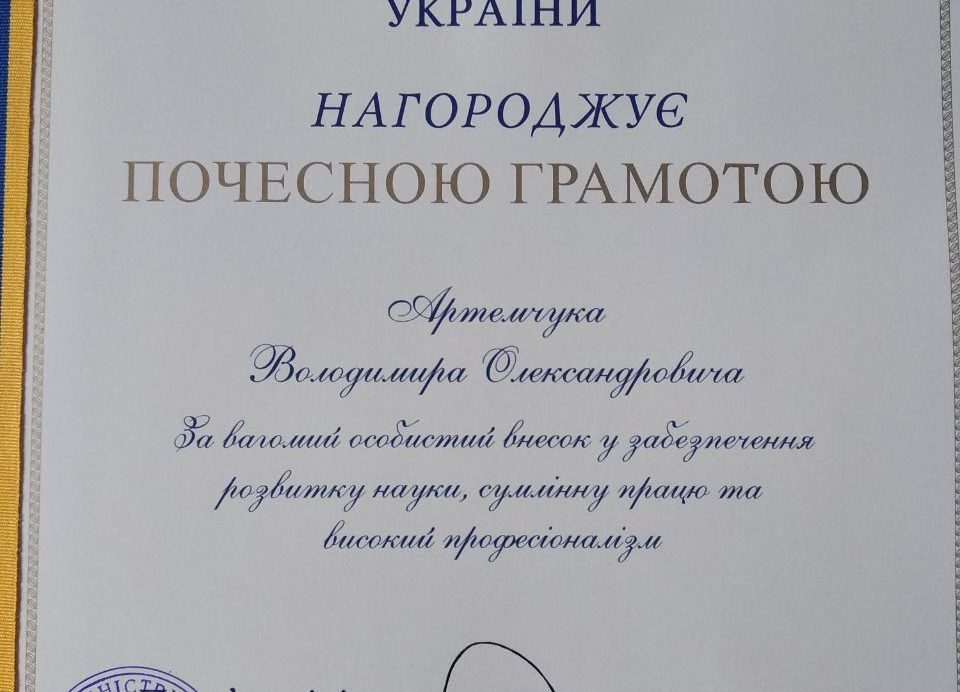 УКРАЇНИ
НАГОРОДЖУЄ
ПОЧЕСНОЮ ГРАМОТОЮ
Артемчука
Володимира Олександровича
За вагомий особистий внесок у забезпечення
розвитку науки, сумлінну працю та
високий професіоналізм